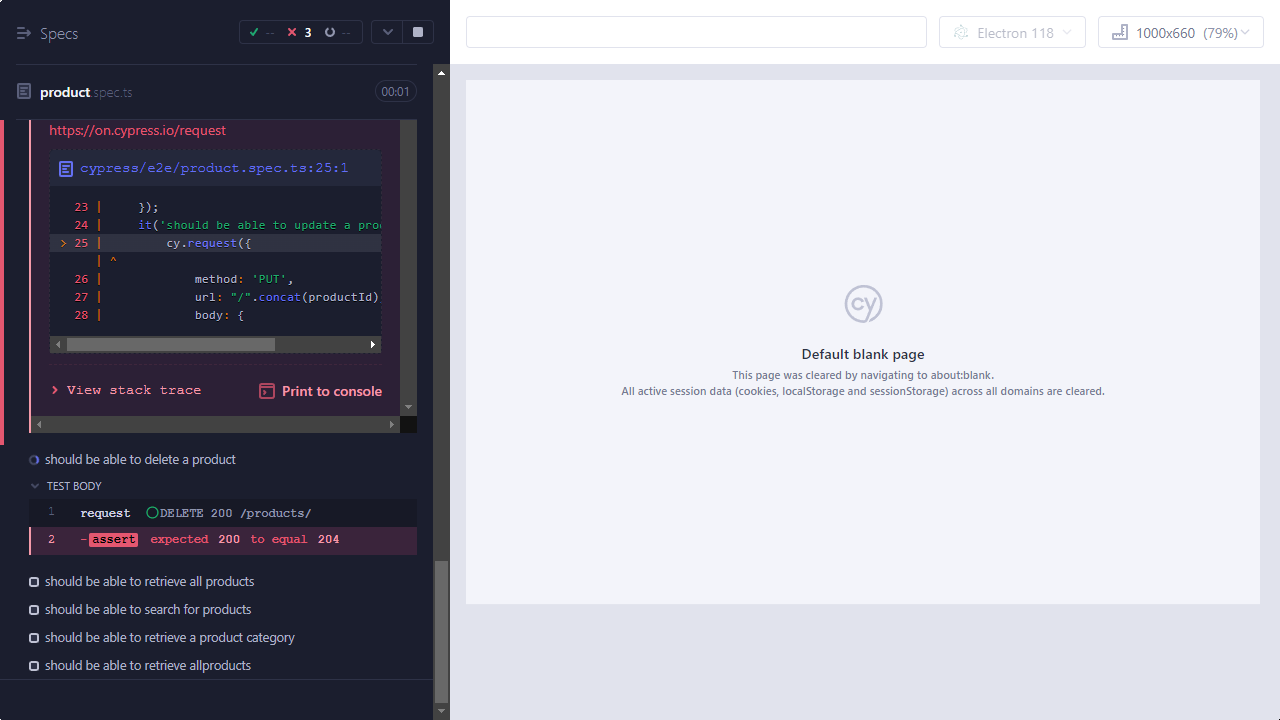 Specs
--
3
--
Electron 118
1000x660 (79%)
product.spec.ts
00:01
https://on.cypress.io/request
cypress/e2e/product.spec.ts:25:1
23 | });
24 | it('should be able to update a pro
> 25 | cy.request({
| ^
26 | method: 'PUT',
27 | url: "/".concat(productId)
28 | body: {
> View stack trace
Print to console
should be able to delete a product
TEST BODY
1 request DELETE 200 /products/
2 -assert expected 200 to equal 204
should be able to retrieve all products
should be able to search for products
should be able to retrieve a product category
should be able to retrieve allproducts
cy
Default blank page
This page was cleared by navigating to about:blank.
All active session data (cookies, localStorage and sessionStorage) across all domains are cleared.